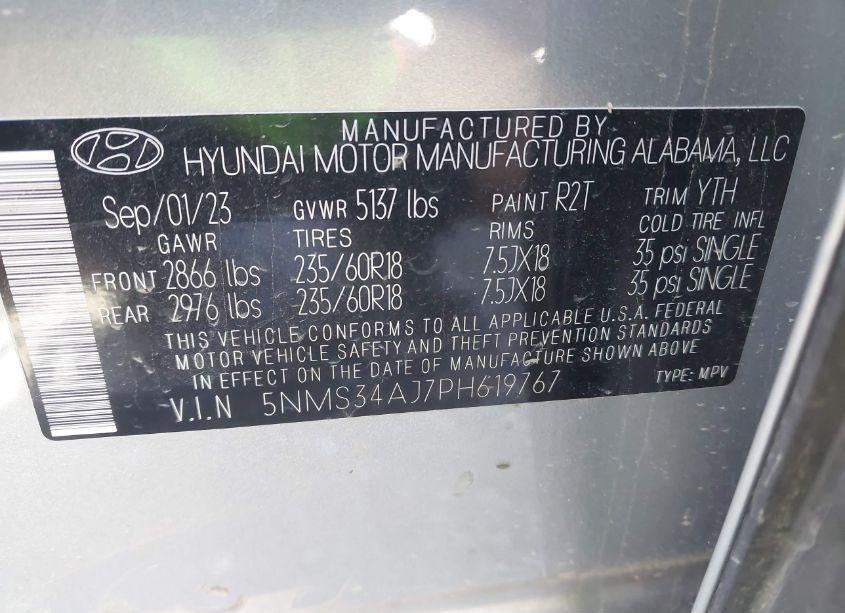 MANUFACTURED BY
HYUNDAI MOTOR MANUFACTURING ALABAMA, LLC
Sep/01/23 GVWR 5137 lbs PAINT R2T TRIM YTH
GAWR TIRES RIMS COLD TIRE INFL
FRONT 2866 lbs 235/60R18 7.5JX18 35 psi SINGLE
REAR 2976 lbs 235/60R18 7.5JX18 35 psi SINGLE
THIS VEHICLE CONFORMS TO ALL APPLICABLE U.S.A. FEDERAL
MOTOR VEHICLE SAFETY AND THEFT PREVENTION STANDARDS
IN EFFECT ON THE DATE OF MANUFACTURE SHOWN ABOVE
V.I.N 5NMS34AJ7PH619767 TYPE: MPV